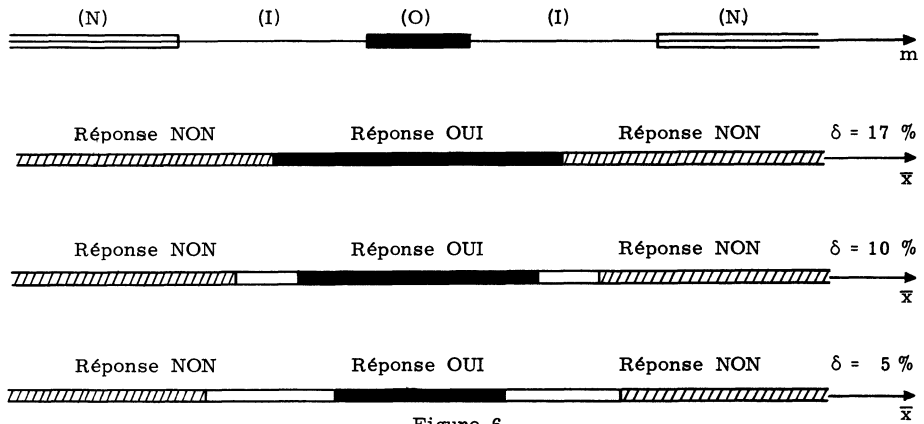 (N) (I) (O) (I) (N)
m
Réponse NON Réponse OUI Réponse NON δ = 17 %
x̄
Réponse NON Réponse OUI Réponse NON δ = 10 %
x̄
Réponse NON Réponse OUI Réponse NON δ = 5 %
x̄
Figure 6